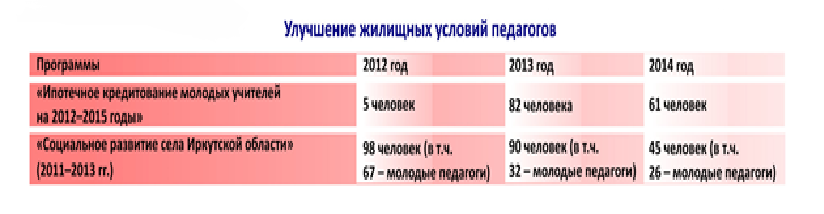 Улучшение жилищных условий педагогов
Программы 2012 год 2013 год 2014 год
«Ипотечное кредитование молодых учителей
на 2012–2015 годы» 5 человек 82 человека 61 человек
«Социальное развитие села Иркутской области» 98 человек (в т.ч. 90 человек (в т.ч. 45 человек (в т.ч.
(2011–2013 гг.) 67 – молодые педагоги) 32 – молодые педагоги) 26 – молодые педагоги)